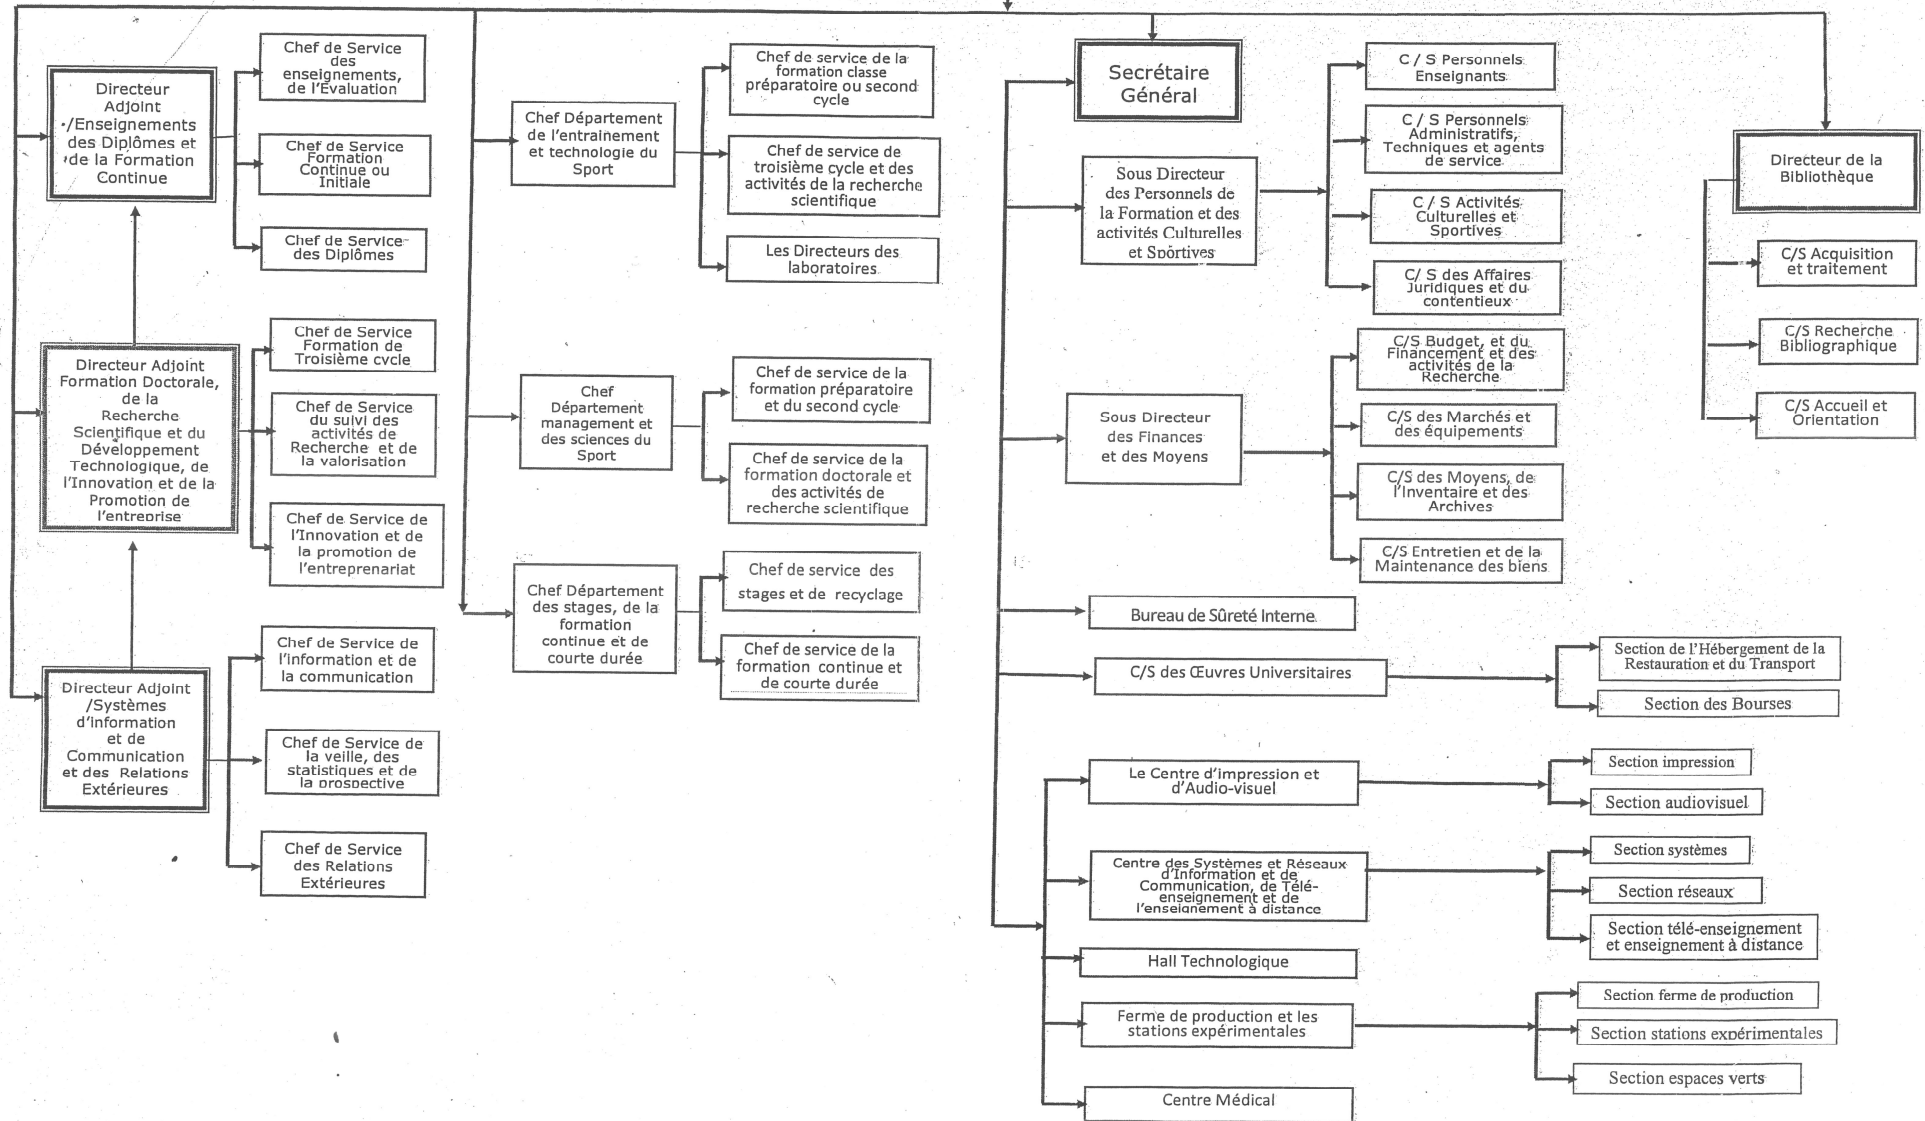 Directeur
Adjoint
/Enseignements
des Diplômes et
de la Formation
Continue
Chef de Service
des
enseignements,
de l'Evaluation
Chef de Service
Formation
Continue ou
Initiale
Chef de Service
des Diplômes
Directeur Adjoint
Formation Doctorale,
de la
Recherche
Scientifique et du
Développement
Technologique, de
l'Innovation et de la
Promotion de
l'entreprise
Chef de Service
Formation de
Troisième cycle
Chef de Service
du suivi des
activités de
Recherche et de
la valorisation
Chef de Service de
l'Innovation et de
la promotion de
l'entreprenariat
Directeur Adjoint
/Systèmes
d'information
et de
Communication
et des Relations
Extérieures
Chef de Service de
l'information et de
la communication
Chef de Service de
la veille, des
statistiques et de
la prospective
Chef de Service
des Relations
Extérieures
Chef Département
de l'entrainement
et technologie du
Sport
Chef de service de la
formation classe
préparatoire ou second
cycle
Chef de service de
troisième cycle et des
activités de la recherche
scientifique
Les Directeurs des
laboratoires
Chef
Département
management et
des sciences du
Sport
Chef de service de la
formation préparatoire
et du second cycle
Chef de service de la
formation doctorale et
des activités de
recherche scientifique
Chef Département
des stages, de la
formation
continue et de
courte durée
Chef de service des
stages et de recyclage
Chef de service de la
formation continue et
de courte durée
Secrétaire
Général
Sous Directeur
des Personnels de
la Formation et des
activités Culturelles
et Spôrtives
C / S Personnels
Enseignants
C / S Personnels
Administratifs,
Techniques et agents
de service
C / S Activités
Culturelles et
Sportives
C/ S des Affaires
Juridiques et du
contentieux
Sous Directeur
des Finances
et des Moyens
C/S Budget, et du
Financement et des
activités de la
Recherche
C/S des Marchés et
des équipements
C/S des Moyens, de
l'Inventaire et des
Archives
C/S Entretien et de la
Maintenance des biens
Bureau de Sûreté Interne
C/S des Œuvres Universitaires
Section de l'Hébergement de la
Restauration et du Transport
Section des Bourses
Le Centre d'impression et
d'Audio-visuel
Section impression
Section audiovisuel
Centre des Systèmes et Réseaux
d'Information et de
Communication, de Télé-
enseignement et de
l'enseignement à distance
Section systèmes
Section réseaux
Section télé-enseignement
et enseignement à distance
Hall Technologique
Ferme de production et les
stations expérimentales
Section ferme de production
Section stations expérimentales
Section espaces verts
Centre Médical
Directeur de la
Bibliothèque
C/S Acquisition
et traitement
C/S Recherche
Bibliographique
C/S Accueil et
Orientation